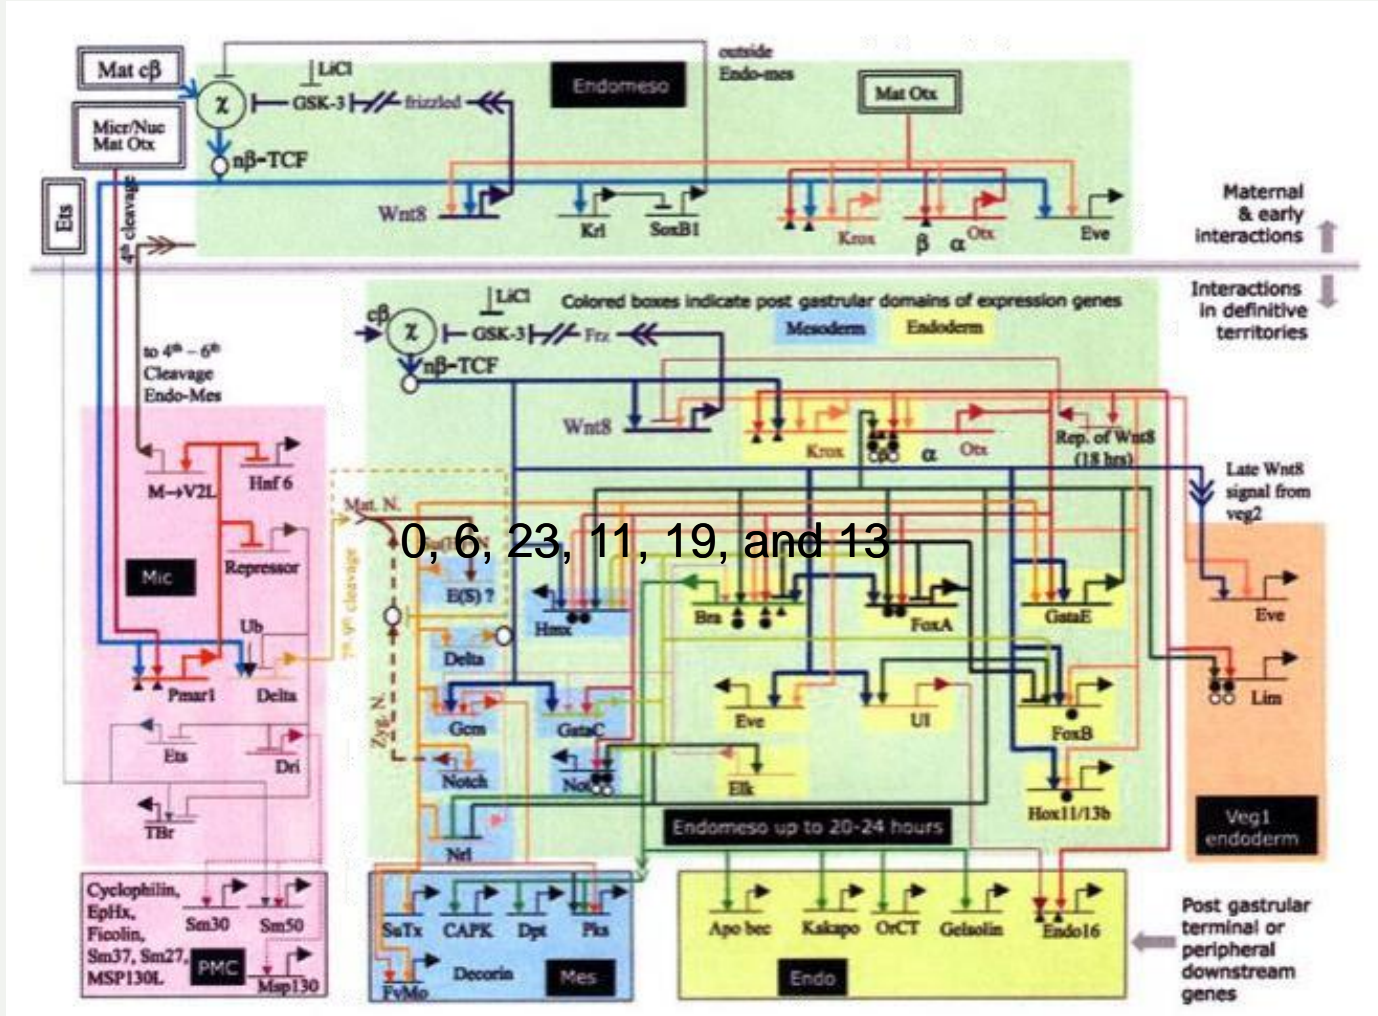 Mat cβ
χ
LiCl
GSK-3
frizzled
Endomeso
outside
Endo-mes
Mat Otx
Micr/Nuc
Mat Otx
nβ-TCF
Ets
4th cleavage
Wnt8
Krl
SoxB1
Krox
β
α
Otx
Eve
Maternal
& early
interactions
Interactions
in definitive
territories
LiCl
Colored boxes indicate post gastrular domains of expression genes
cβ
χ
GSK-3
Frz
Mesoderm
Endoderm
nβ-TCF
to 4th – 6th
Cleavage
Endo-Mes
Wnt8
Krox
α
Otx
Rep. of Wnt8
(18 hrs)
M→V2L
Hnf 6
Late Wnt8
signal from
veg2
Mat. N.
0, 6, 23, 11, 19, and 13
Mic
Repressor
E(S) ?
Hmx
Bra
FoxA
GataE
Eve
Ub
Pmar1
Delta
Delta
Lim
Zyg. N.
Gcm
GataC
Eve
UI
FoxB
Ets
Dri
Notch
Elk
Hox11/13b
TBr
Nrl
Endomeso up to 20-24 hours
Veg1
endoderm
Cyclophilin,
EpHx,
Ficolin,
Sm37, Sm27,
MSP130L
Sm30
Sm50
PMC
Msp130
SuTx
CAPK
Dpt
Pks
Decorin
FvMo
Mes
Apo bec
Kakapo
OrCT
Gelsolin
Endo16
Endo
Post gastrular
terminal or
peripheral
downstream
genes